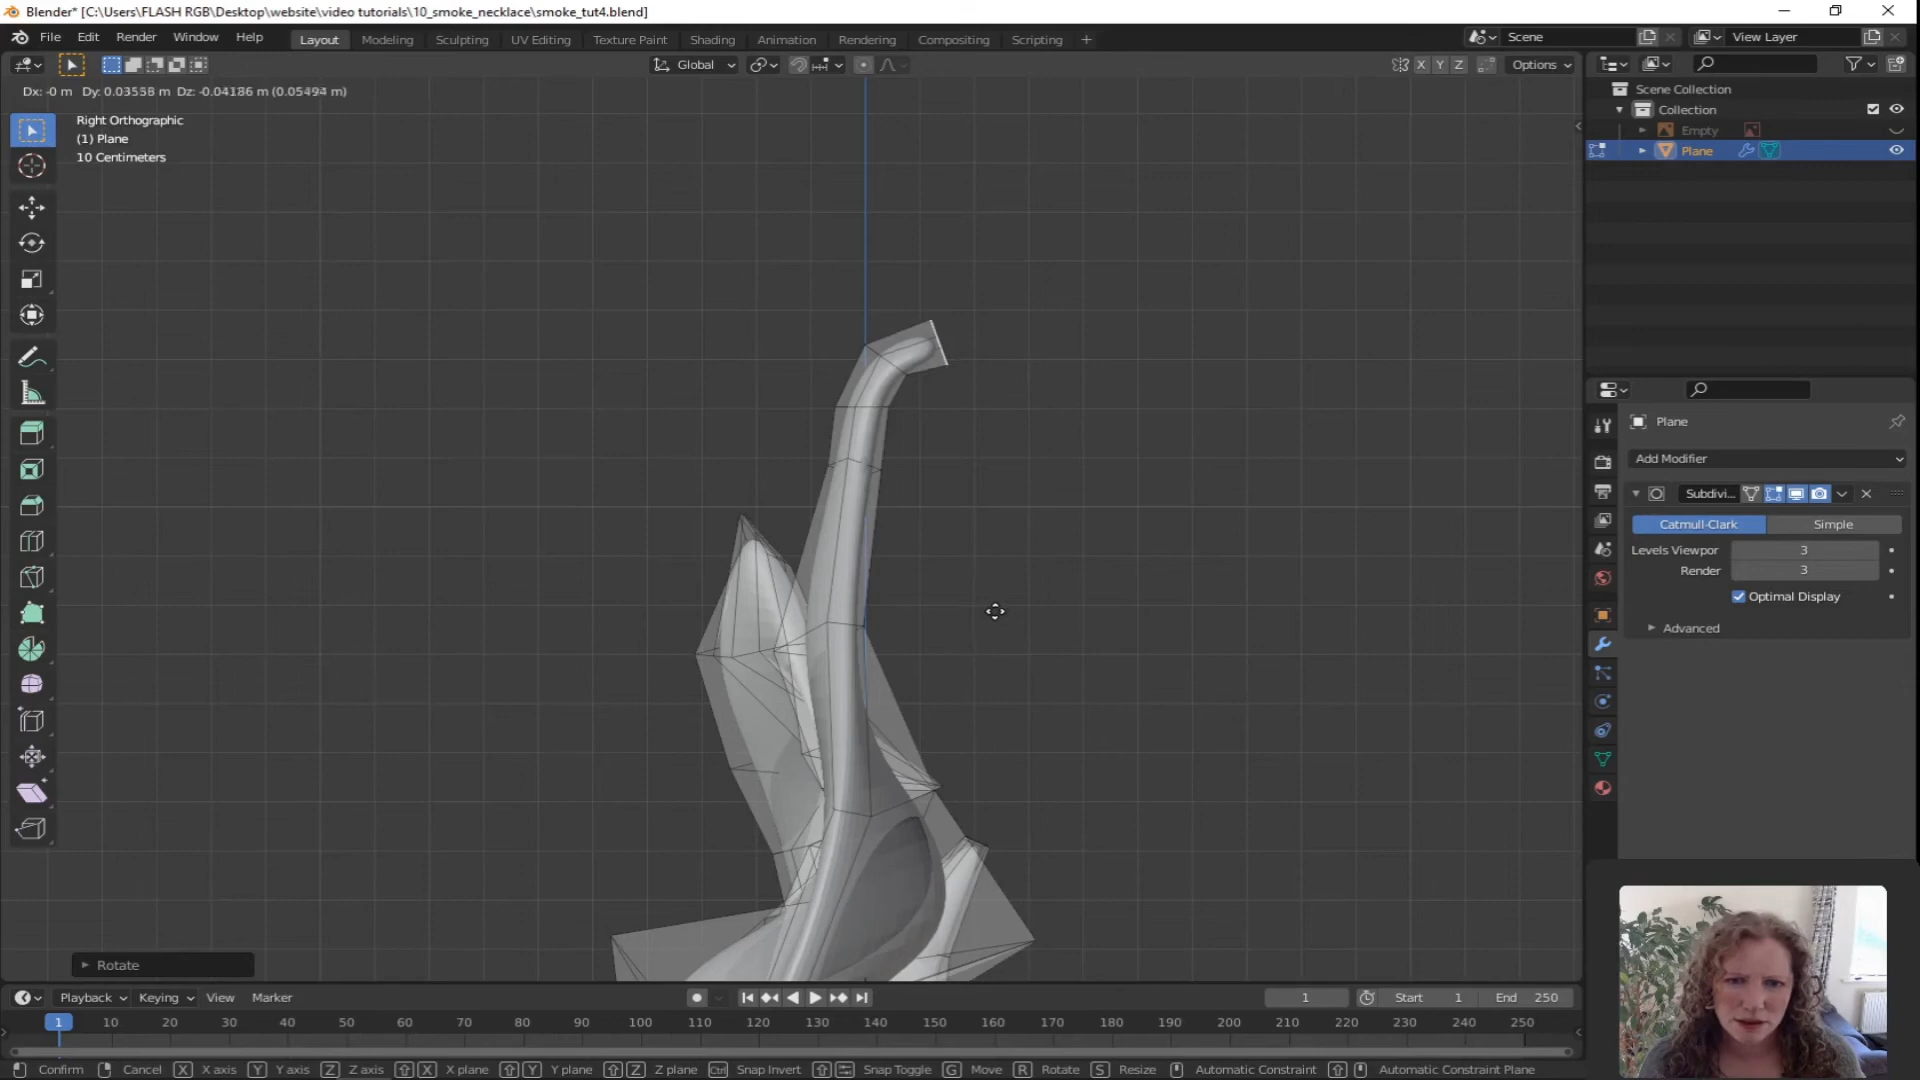 Blender* [C:\Users\FLASH RGB\Desktop\website\video tutorials\10_smoke_necklace\smoke_tut4.blend]
File Edit Render Window Help Layout Modeling Sculpting UV Editing Texture Paint Shading Animation Rendering Compositing Scripting + Scene View Layer
Global X Y Z Options
Dx: -0 m Dy: 0.03558 m Dz: -0.04186 m (0.05494 m)
Right Orthographic
(1) Plane
10 Centimeters
Scene Collection
Collection
Empty
Plane
Plane
Add Modifier
Subdivi...
Catmull-Clark Simple
Levels Viewpor 3
Render 3
Optimal Display
Advanced
Rotate
Playback Keying View Marker 1 Start 1 End 250
1 10 20 30 40 50 60 70 80 90 100 110 120 130 140 150 160 170 180 190 200 210 220 230 240 250
Confirm Cancel X X axis Y Y axis Z Z axis X X plane Y Y plane Z Z plane Ctrl Snap Invert Snap Toggle G Move R Rotate S Resize Automatic Constraint Automatic Constraint Plane